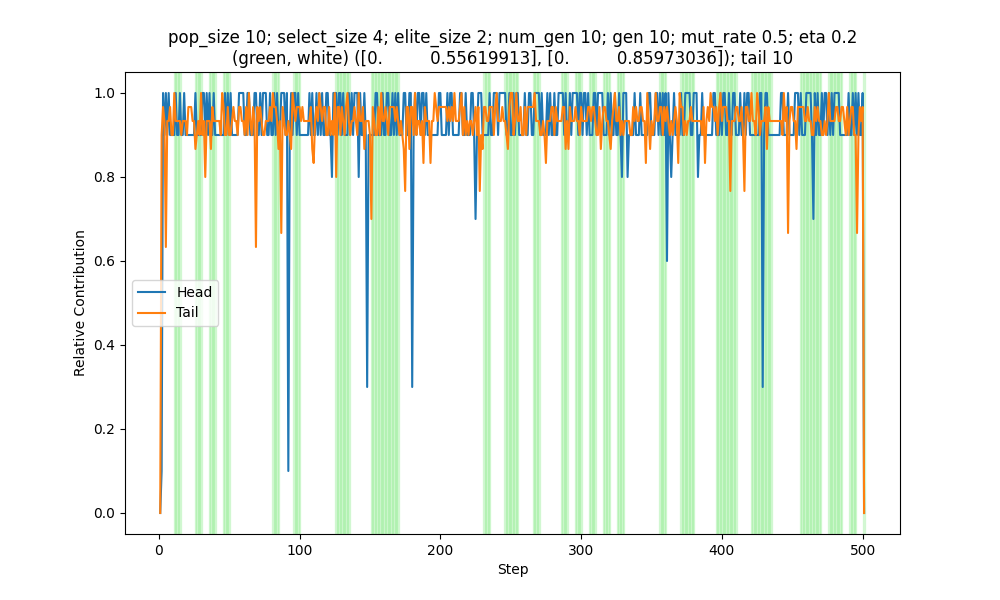 pop_size 10; select_size 4; elite_size 2; num_gen 10; gen 10; mut_rate 0.5; eta 0.2
(green, white) ([0. 0.55619913], [0. 0.85973036]); tail 10
1.0
0.8
0.6
0.4
0.2
0.0
Relative Contribution
Head
Tail
0 100 200 300 400 500
Step